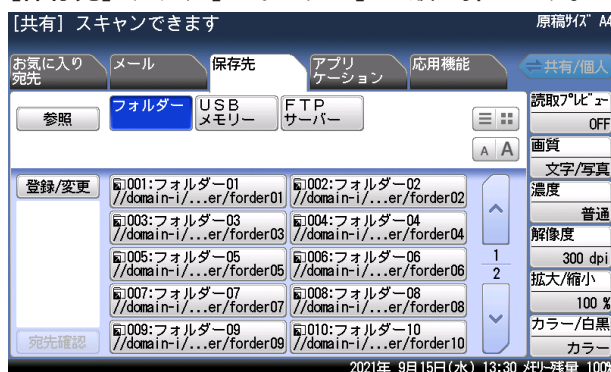 [共有] スキャンできます
原稿ｻｲｽﾞ A4
お気に入り
宛先
メール
保存先
アプリ
ケーション
応用機能
共有/個人
参照
フォルダー
USB
メモリー
FTP
サーバー
A A
登録/変更
001:フォルダー01
//domain-i/...er/forder01
002:フォルダー02
//domain-i/...er/forder02
003:フォルダー03
//domain-i/...er/forder03
004:フォルダー04
//domain-i/...er/forder04
005:フォルダー05
//domain-i/...er/forder05
006:フォルダー06
//domain-i/...er/forder06
007:フォルダー07
//domain-i/...er/forder07
008:フォルダー08
//domain-i/...er/forder08
009:フォルダー09
//domain-i/...er/forder09
010:フォルダー10
//domain-i/...er/forder10
1
2
宛先確認
読取ﾌﾟﾚﾋﾞｭｰ
OFF
画質
文字/写真
濃度
普通
解像度
300 dpi
拡大/縮小
100 %
カラー/白黒
カラー
2021年 9月15日(水) 13:30 ﾒﾓﾘｰ残量 100%